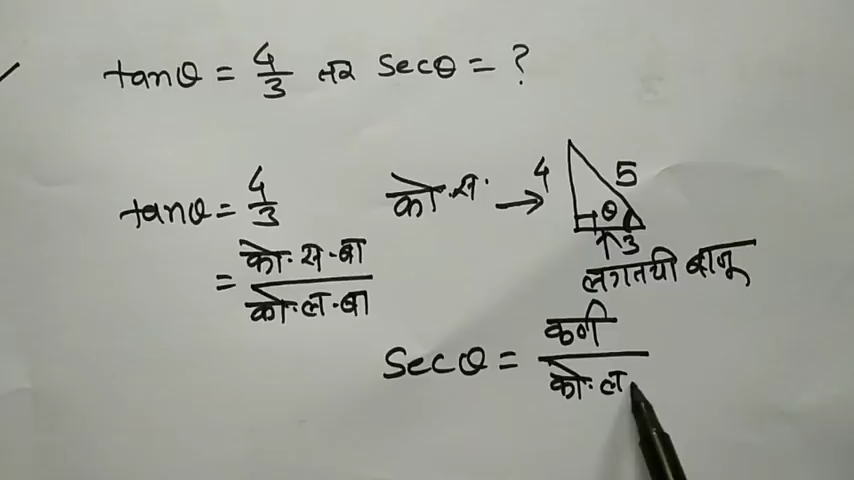 tanθ = 4/3 तर secθ = ?
tanθ = 4/3
= को.स.बा / को.ल.बा
को.स. → 4
5
θ
↑ 3
लगतची बाजू
secθ = कर्ण / को.ल